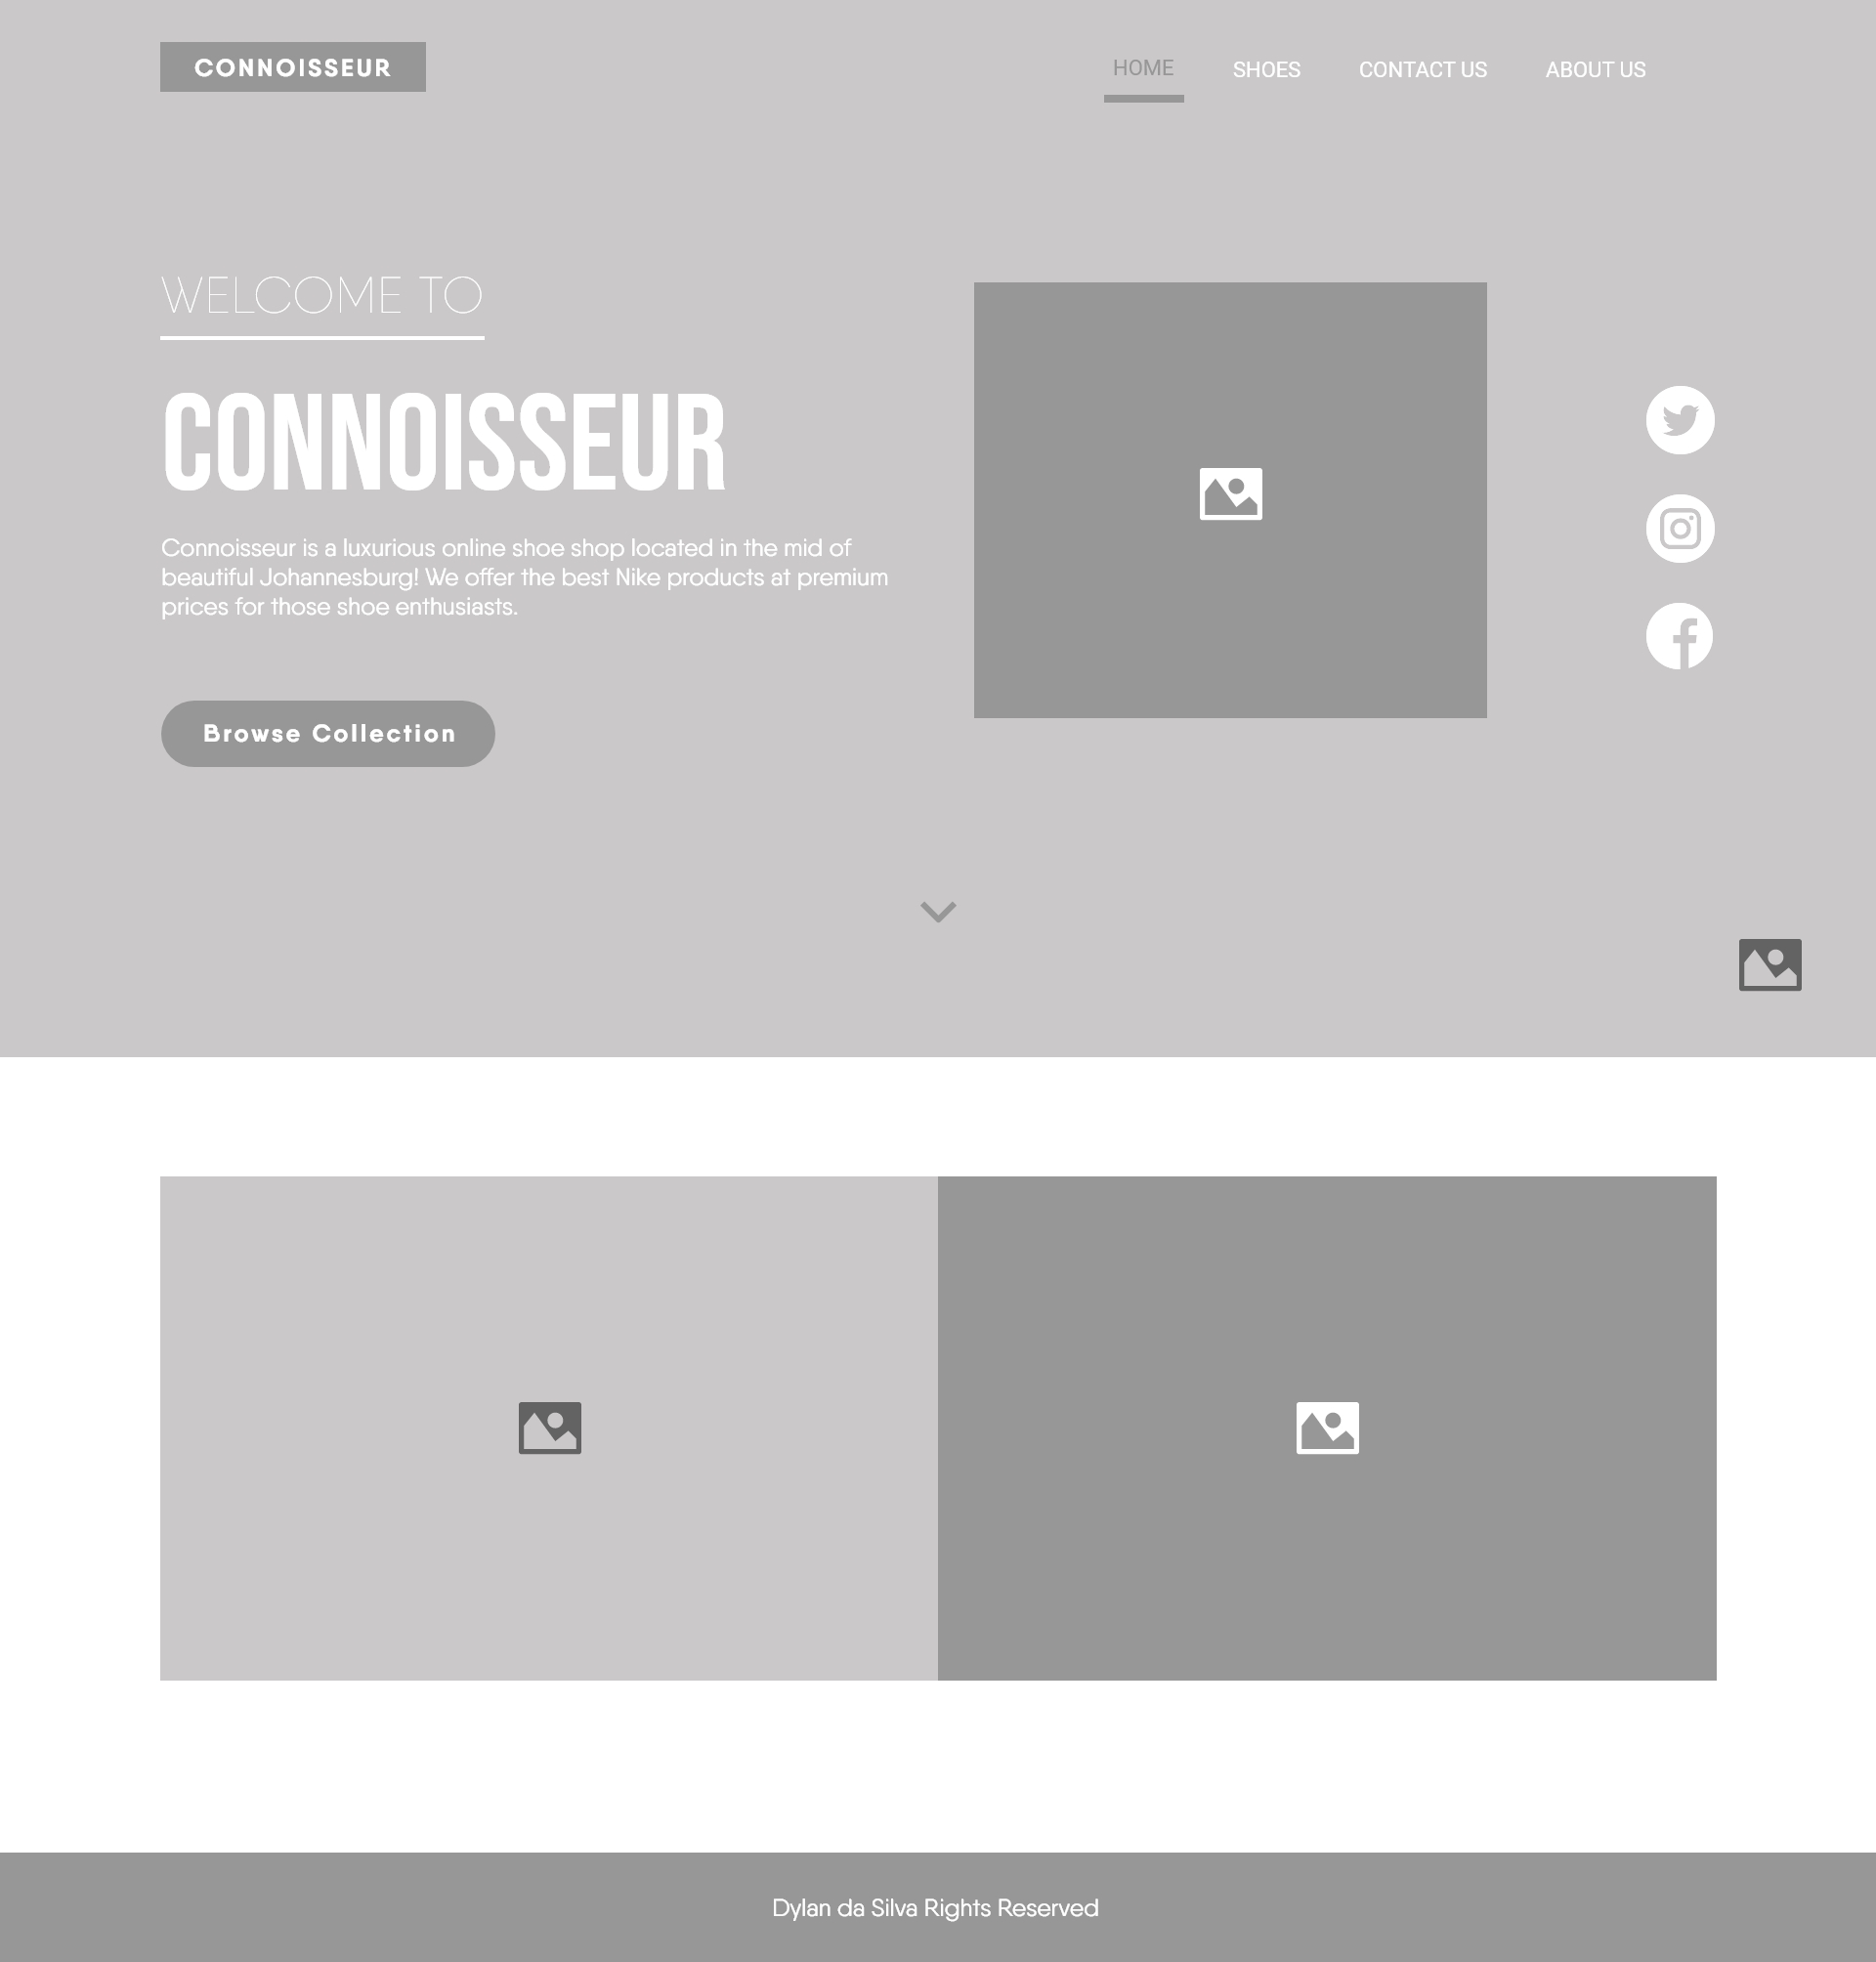 CONNOISSEUR
HOME SHOES CONTACT US ABOUT US
WELCOME TO
CONNOISSEUR
Connoisseur is a luxurious online shoe shop located in the mid of
beautiful Johannesburg! We offer the best Nike products at premium
prices for those shoe enthusiasts.
Browse Collection
Dylan da Silva Rights Reserved